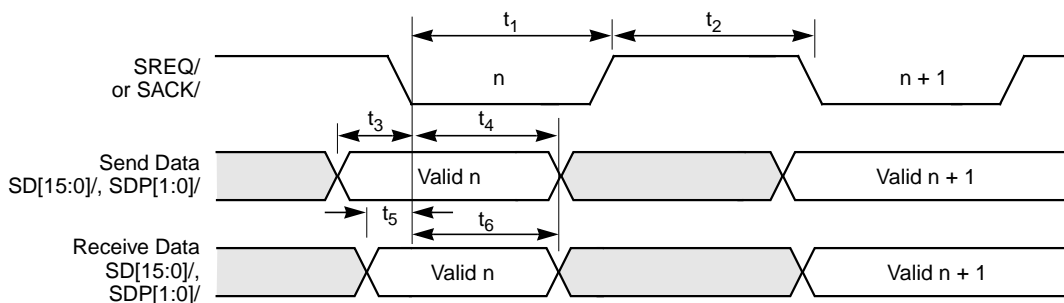 t1
t2
SREQ/
or SACK/
n
n + 1
t3
t4
Send Data
SD[15:0]/, SDP[1:0]/
Valid n
Valid n + 1
t5
t6
Receive Data
SD[15:0]/,
SDP[1:0]/
Valid n
Valid n + 1